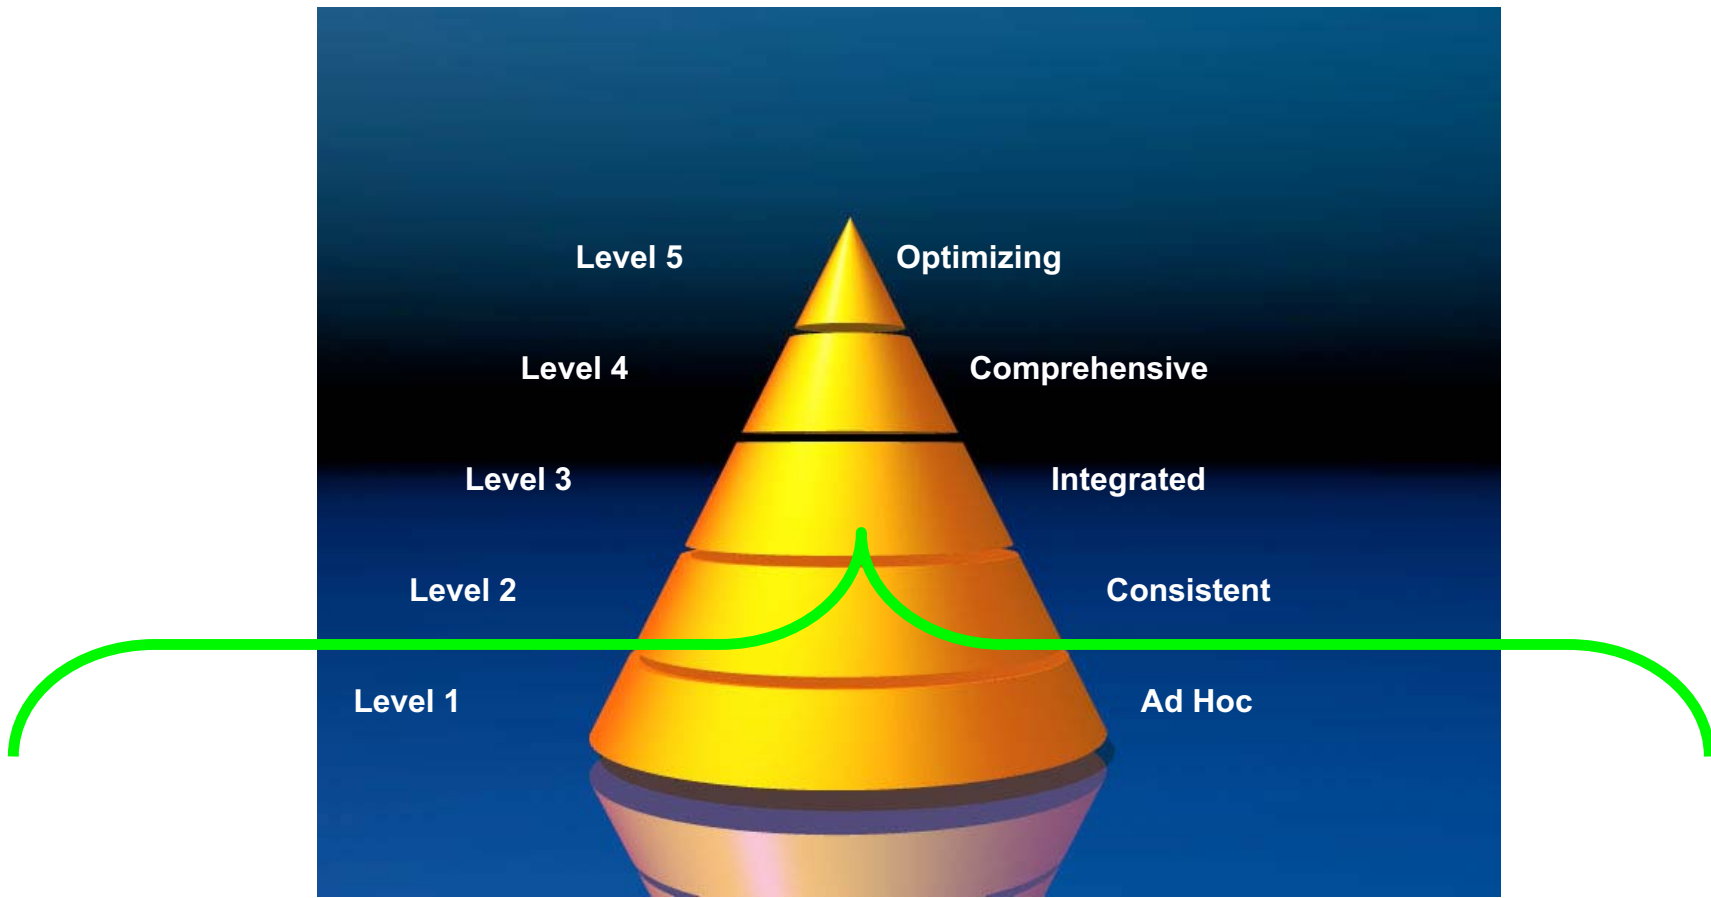 Level 5 Optimizing
Level 4 Comprehensive
Level 3 Integrated
Level 2 Consistent
Level 1 Ad Hoc